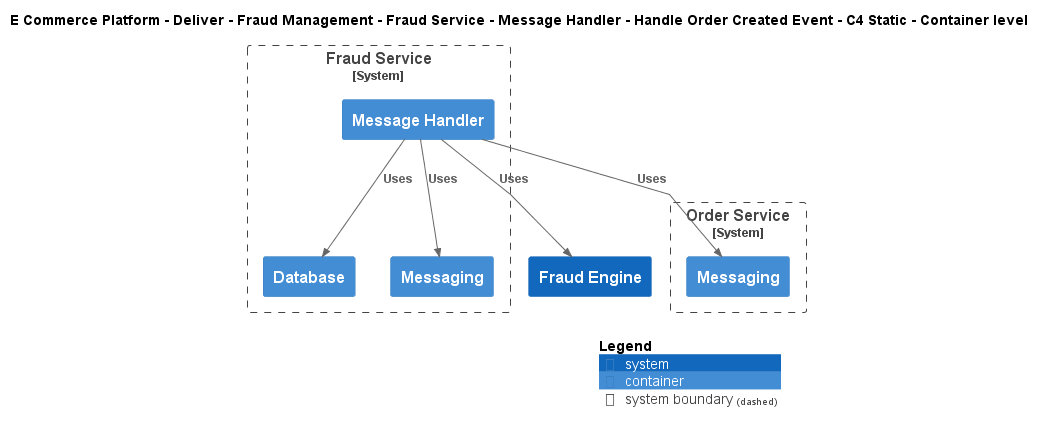 E Commerce Platform - Deliver - Fraud Management - Fraud Service - Message Handler - Handle Order Created Event - C4 Static - Container level
Fraud Service
[System]
Message Handler
Uses
Uses
Uses
Uses
Order Service
[System]
Database
Messaging
Fraud Engine
Messaging
Legend
system
container
system boundary (dashed)